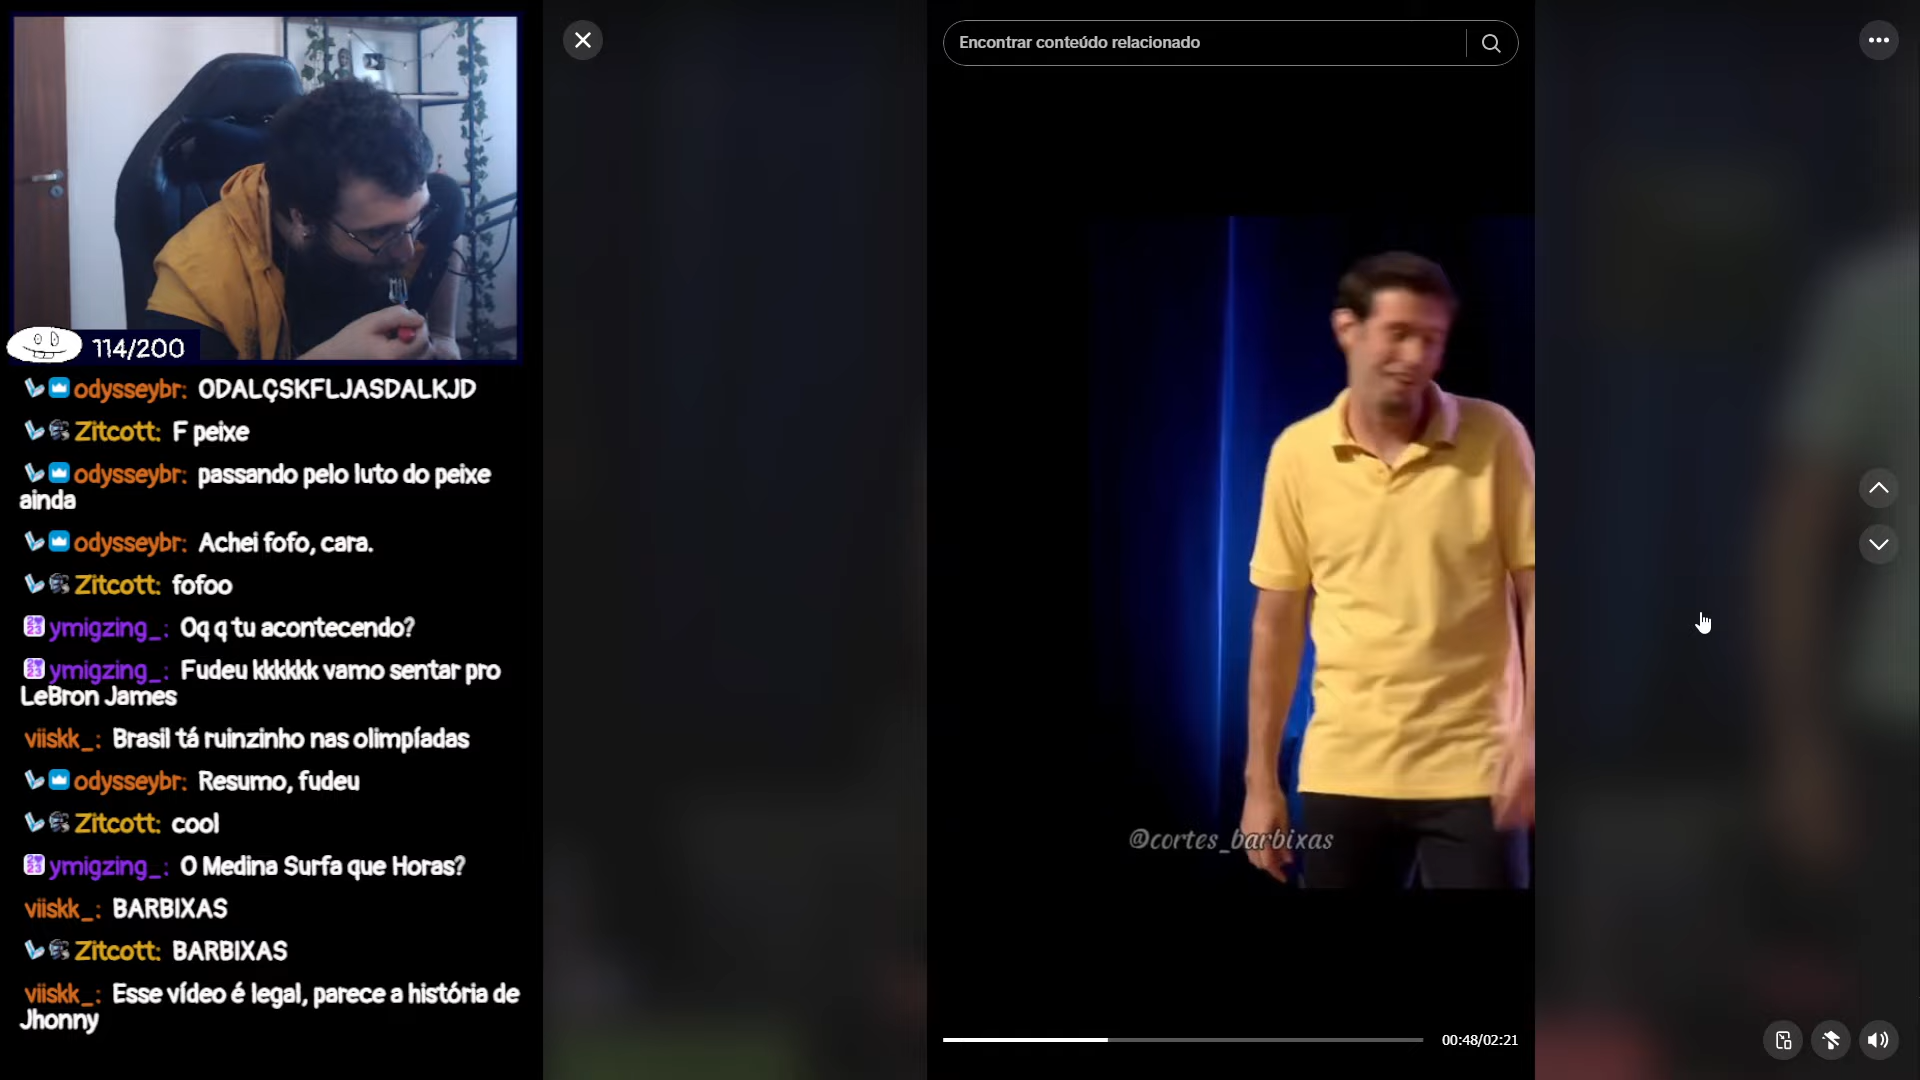 114/200
odysseybr: ODALÇSKFLJASDALKJD
Zitcott: F peixe
odysseybr: passando pelo luto do peixe
ainda
odysseybr: Achei fofo, cara.
Zitcott: fofoo
ymigzing_: Oq q tu acontecendo?
ymigzing_: Fudeu kkkkkk vamo sentar pro
LeBron James
viiskk_: Brasil tá ruinzinho nas olimpíadas
odysseybr: Resumo, fudeu
Zitcott: cool
ymigzing_: O Medina Surfa que Horas?
viiskk_: BARBIXAS
Zitcott: BARBIXAS
viiskk_: Esse vídeo é legal, parece a história de
Jhonny
Encontrar conteúdo relacionado
@cortes_barbixas
00:48/02:21